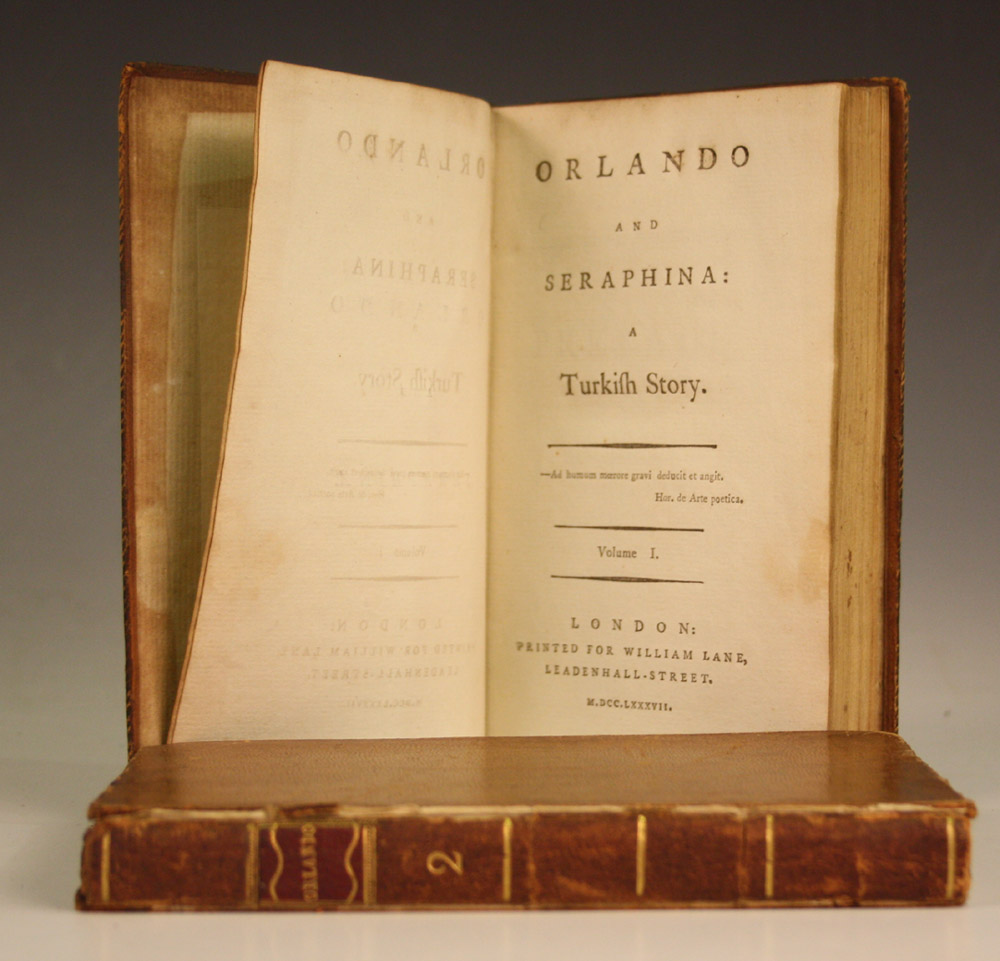 ORLANDO
AND
SERAPHINA:
A
Turkiſh Story.
—Ad humum mœrore gravi deducit et angit.
Hor. de Arte poetica.
Volume I.
LONDON:
PRINTED FOR WILLIAM LANE,
LEADENHALL-STREET.
M.DCC.LXXXVII.
ORLANDO
2